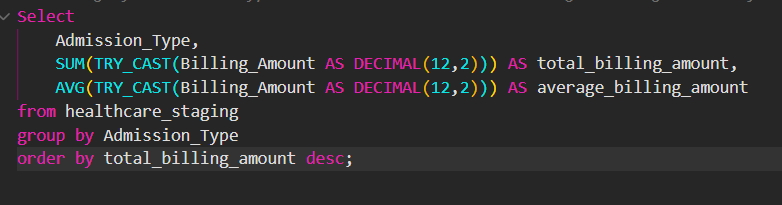 Select
Admission_Type,
SUM(TRY_CAST(Billing_Amount AS DECIMAL(12,2))) AS total_billing_amount,
AVG(TRY_CAST(Billing_Amount AS DECIMAL(12,2))) AS average_billing_amount
from healthcare_staging
group by Admission_Type
order by total_billing_amount desc;